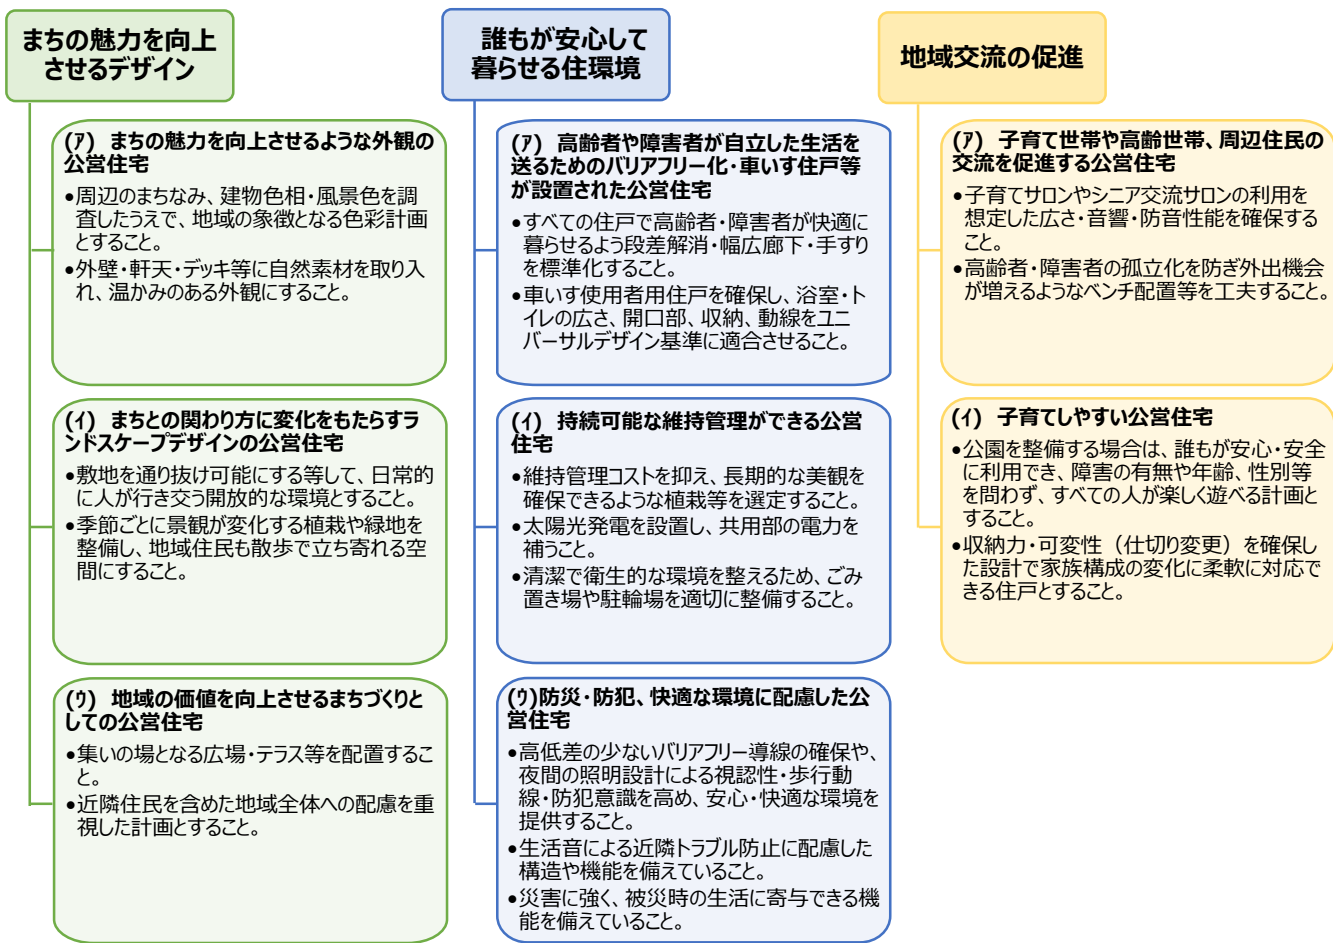 まちの魅力を向上
させるデザイン
(ｱ) まちの魅力を向上させるような外観の
公営住宅
•周辺のまちなみ、建物色相・風景色を調
査したうえで、地域の象徴となる色彩計画
とすること。
•外壁・軒天・デッキ等に自然素材を取り入
れ、温かみのある外観にすること。
(ｲ) まちとの関わり方に変化をもたらすラ
ンドスケープデザインの公営住宅
•敷地を通り抜け可能にする等して、日常的
に人が行き交う開放的な環境とすること。
•季節ごとに景観が変化する植栽や緑地を
整備し、地域住民も散歩で立ち寄れる空
間にすること。
(ｳ) 地域の価値を向上させるまちづくりと
しての公営住宅
•集いの場となる広場・テラス等を配置するこ
と。
•近隣住民を含めた地域全体への配慮を重
視した計画とすること。
誰もが安心して
暮らせる住環境
(ｱ) 高齢者や障害者が自立した生活を
送るためのバリアフリー化・車いす住戸等
が設置された公営住宅
•すべての住戸で高齢者・障害者が快適に
暮らせるよう段差解消・幅広廊下・手すり
を標準化すること。
•車いす使用者用住戸を確保し、浴室・ト
イレの広さ、開口部、収納、動線をユニ
バーサルデザイン基準に適合させること。
(ｲ) 持続可能な維持管理ができる公営
住宅
•維持管理コストを抑え、長期的な美観を
確保できるような植栽等を選定すること。
•太陽光発電を設置し、共用部の電力を
補うこと。
•清潔で衛生的な環境を整えるため、ごみ
置き場や駐輪場を適切に整備すること。
(ｳ)防災・防犯、快適な環境に配慮した公
営住宅
•高低差の少ないバリアフリー導線の確保や、
夜間の照明設計による視認性・歩行動
線・防犯意識を高め、安心・快適な環境を
提供すること。
•生活音による近隣トラブル防止に配慮した
構造や機能を備えていること。
•災害に強く、被災時の生活に寄与できる機
能を備えていること。
地域交流の促進
(ｱ) 子育て世帯や高齢世帯、周辺住民の
交流を促進する公営住宅
•子育てサロンやシニア交流サロンの利用を
想定した広さ・音響・防音性能を確保する
こと。
•高齢者・障害者の孤立化を防ぎ外出機会
が増えるようなベンチ配置等を工夫すること。
(ｲ) 子育てしやすい公営住宅
•公園を整備する場合は、誰もが安心・安全
に利用でき、障害の有無や年齢、性別等
を問わず、すべての人が楽しく遊べる計画と
すること。
•収納力・可変性（仕切り変更）を確保し
た設計で家族構成の変化に柔軟に対応で
きる住戸とすること。